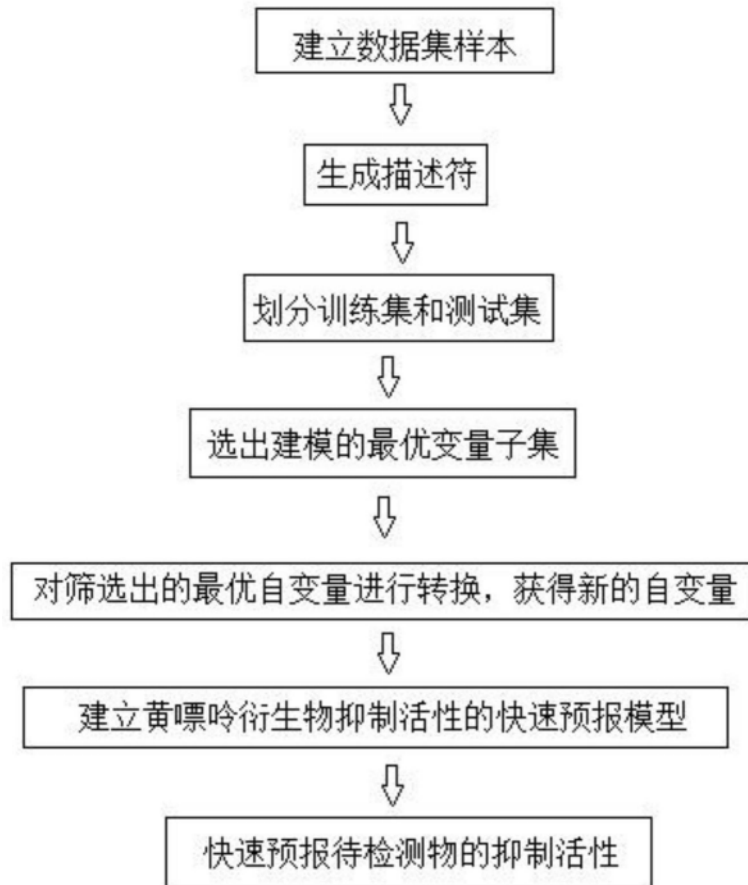 建立数据集样本
生成描述符
划分训练集和测试集
选出建模的最优变量子集
对筛选出的最优自变量进行转换，获得新的自变量
建立黄嘌呤衍生物抑制活性的快速预报模型
快速预报待检测物的抑制活性